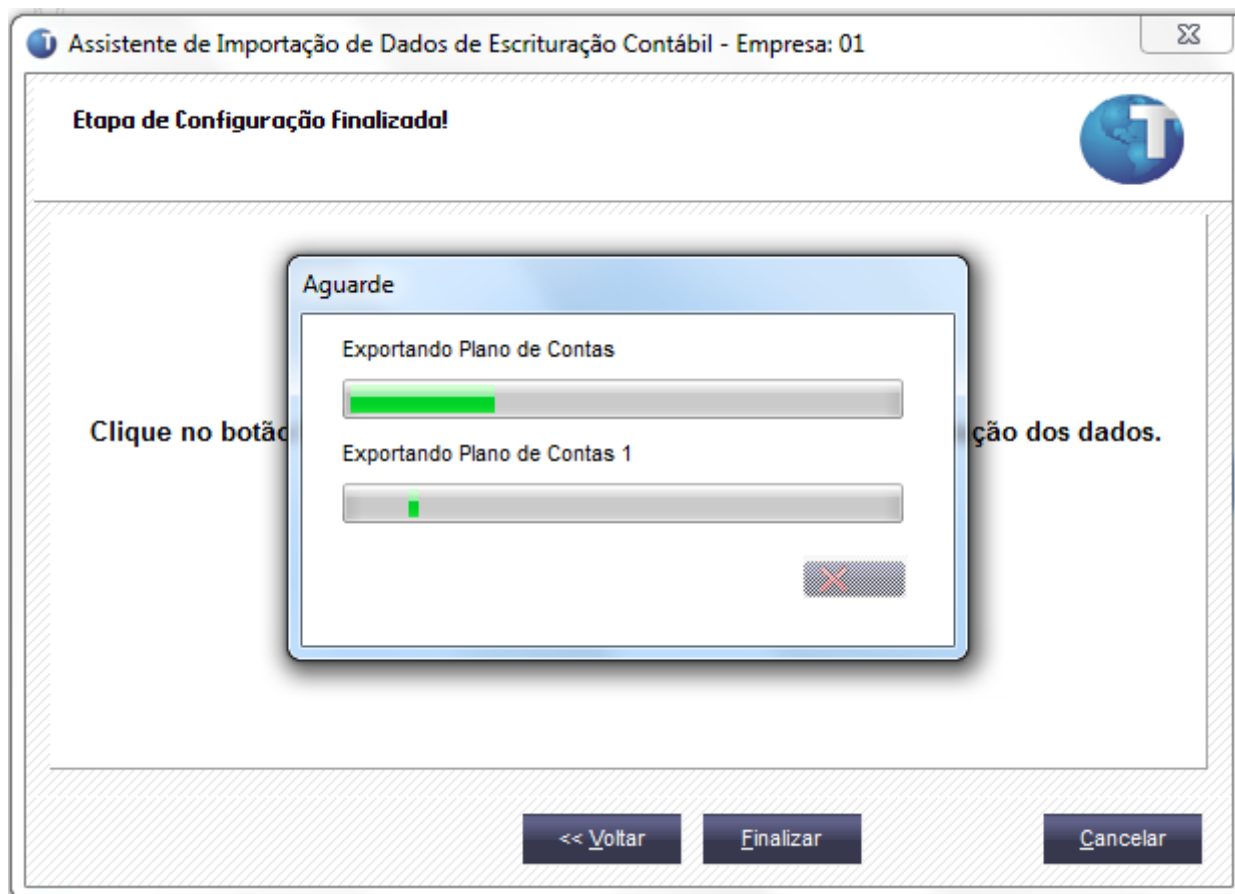 Assistente de Importação de Dados de Escrituração Contábil - Empresa: 01
Etapa de Configuração finalizada!
T
Aguarde
Exportando Plano de Contas
Clique no botão ção dos dados.
Exportando Plano de Contas 1
<< Voltar
Finalizar
Cancelar